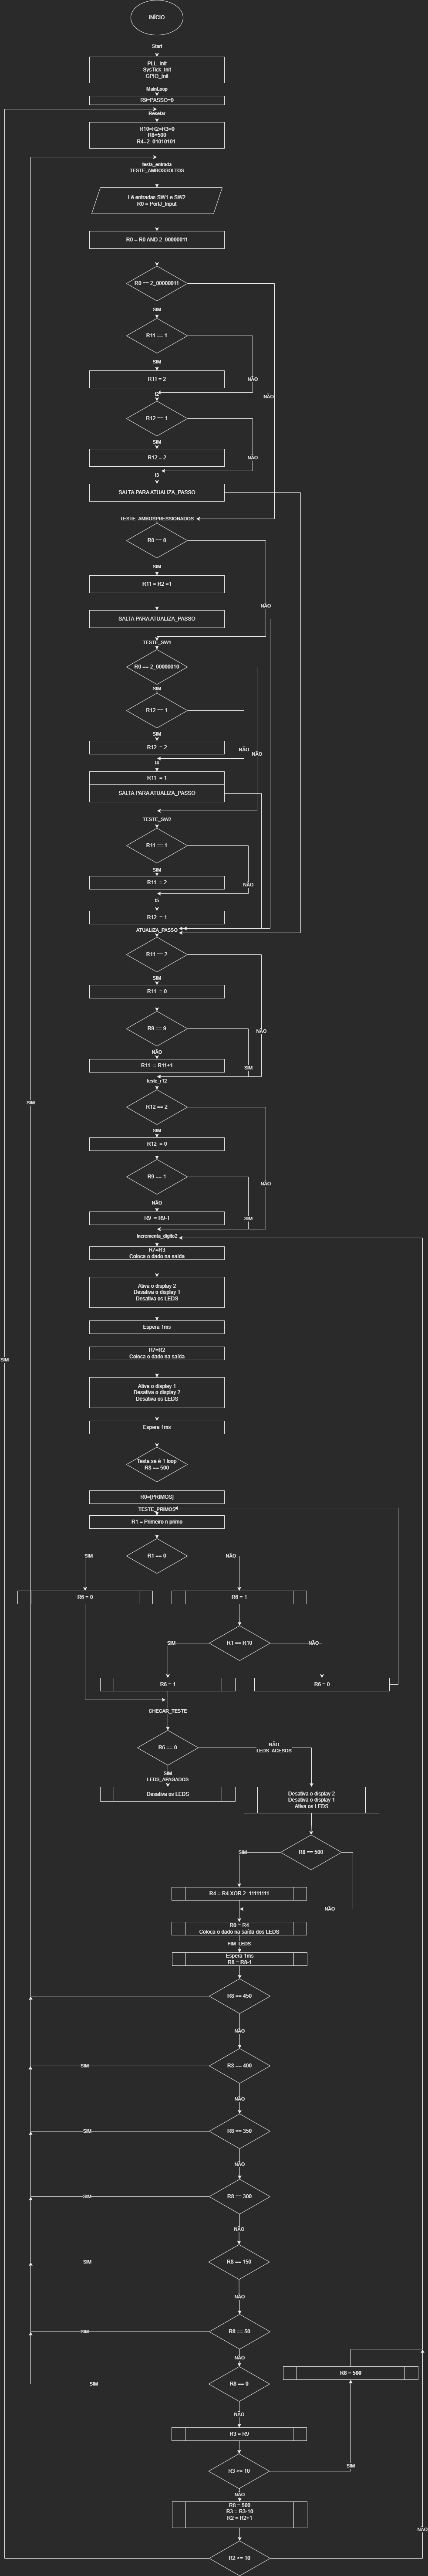 INÍCIO
Start
PLL_Init
SysTick_Init
GPIO_Init
MainLoop
R9=PASSO=0
Resetar
R10=R2=R3=0
R8=500
R4=2_01010101
testa_entrada
TESTE_AMBOSSOLTOS
Lê entradas SW1 e SW2
R0 = PortJ_Input
R0 = R0 AND 2_00000011
R0 == 2_00000011
SIM
R11 == 1
SIM
R11 = 2
NÃO
NÃO
R12 == 1
SIM
R12 = 2
NÃO
t3
SALTA PARA ATUALIZA_PASSO
TESTE_AMBOSPRESSIONADOS
R0 == 0
SIM
R11 = R2 =1
NÃO
SALTA PARA ATUALIZA_PASSO
TESTE_SW1
R0 == 2_00000010
SIM
R12 == 1
SIM
R12 = 2
NÃO
NÃO
t4
R11 = 1
SALTA PARA ATUALIZA_PASSO
TESTE_SW2
R11 == 1
SIM
R11 = 2
NÃO
t5
R12 = 1
ATUALIZA_PASSO
R11 == 2
SIM
R11 = 0
R9 == 9
NÃO
NÃO
R11 = R11+1
SIM
teste_r12
SIM
R12 == 2
SIM
R12 = 0
R9 == 1
NÃO
NÃO
R9 = R9-1
SIM
Incrementa_digito2
R7=R3
Coloca o dado na saída
Ativa o display 2
Desativa o display 1
Desativa os LEDS
Espera 1ms
R7=R2
Coloca o dado na saída
SIM
Ativa o display 1
Desativa o display 2
Desativa os LEDS
Espera 1ms
Testa se é 1 loop
R8 == 500
R0=[PRIMOS]
TESTE_PRIMOS
R1 = Primeiro n primo
SIM
R1 == 0
NÃO
R6 = 0
R6 = 1
SIM
R1 == R10
NÃO
R6 = 1
R6 = 0
CHECAR_TESTE
R6 == 0
NÃO
LEDS_ACESOS
SIM
LEDS_APAGADOS
Desativa os LEDS
Desativa o display 2
Desativa o display 1
Ativa os LEDS
SIM
R8 == 500
R4 = R4 XOR 2_11111111
NÃO
R0 = R4
Coloca o dado na saída dos LEDS
FIM_LEDS
Espera 1ms
R8 = R8-1
R8 == 450
NÃO
SIM
R8 == 400
NÃO
SIM
R8 == 350
NÃO
SIM
R8 == 300
NÃO
SIM
R8 == 150
NÃO
SIM
R8 == 50
NÃO
R8 = 500
SIM
R8 == 0
NÃO
R3 = R9
SIM
R3 >= 10
NÃO
R8 = 500
R3 = R3-10
R2 = R2+1
NÃO
R2 >= 10